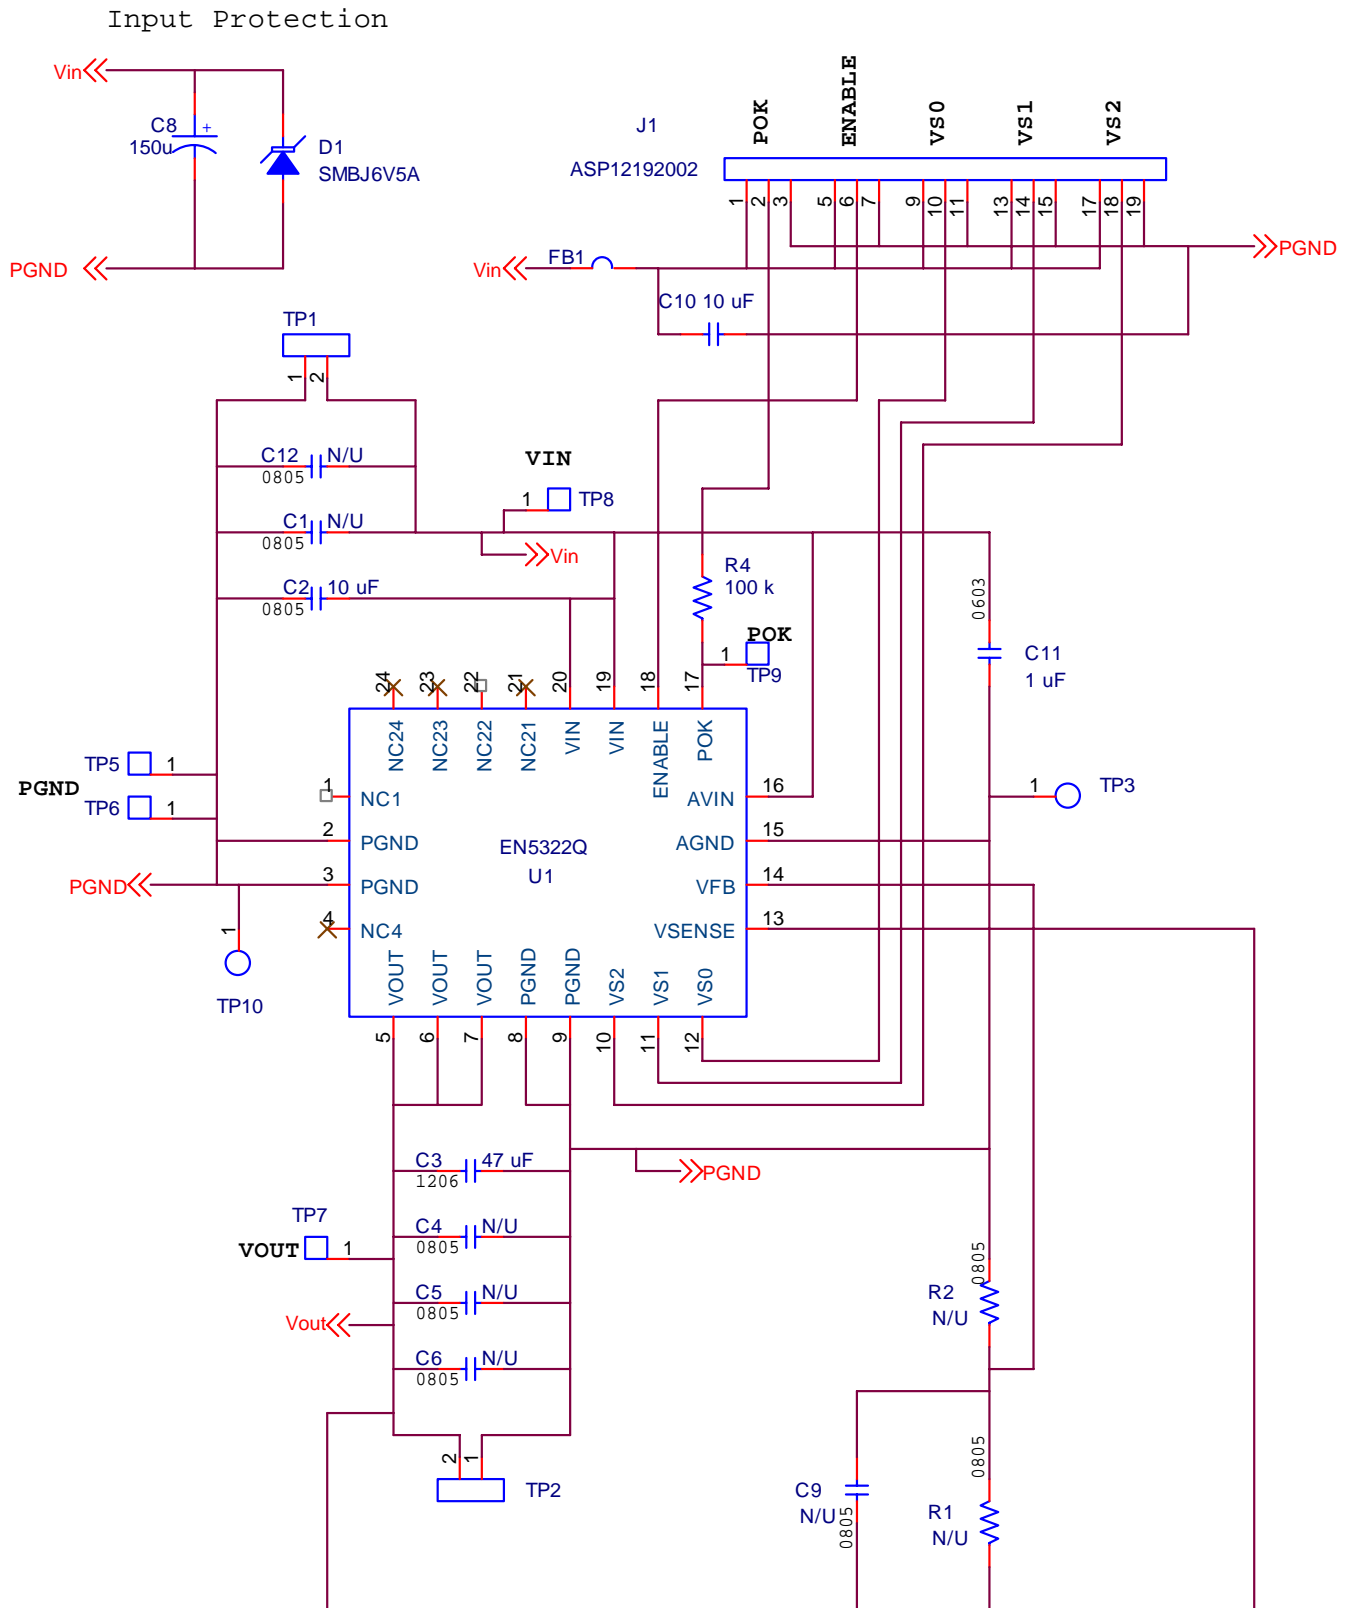 Input Protection
Vin
C8
150u
+
D1
SMBJ6V5A
PGND
J1
ASP12192002
POK
ENABLE
VS0
VS1
VS2
1
2
3
5
6
7
9
10
11
13
14
15
17
18
19
PGND
Vin
FB1
C10 10 uF
TP1
1
2
C12 N/U
0805
C1 N/U
0805
C2 10 uF
0805
VIN
1
TP8
Vin
R4
100 k
POK
1
TP9
0603
C11
1 uF
24
23
22
21
20
19
18
17
NC24
NC23
NC22
NC21
VIN
VIN
ENABLE
POK
TP5
1
PGND
TP6
1
1
NC1
2
PGND
3
PGND
4
NC4
PGND
1
TP10
EN5322Q
U1
AVIN
16
AGND
15
VFB
14
VSENSE
13
1
TP3
VOUT
VOUT
VOUT
PGND
PGND
VS2
VS1
VS0
5
6
7
8
9
10
11
12
C3 47 uF
1206
PGND
TP7
VOUT
1
C4 N/U
0805
C5 N/U
0805
Vout
C6 N/U
0805
2
1
TP2
0805
R2
N/U
0805
C9
N/U
0805
R1
N/U